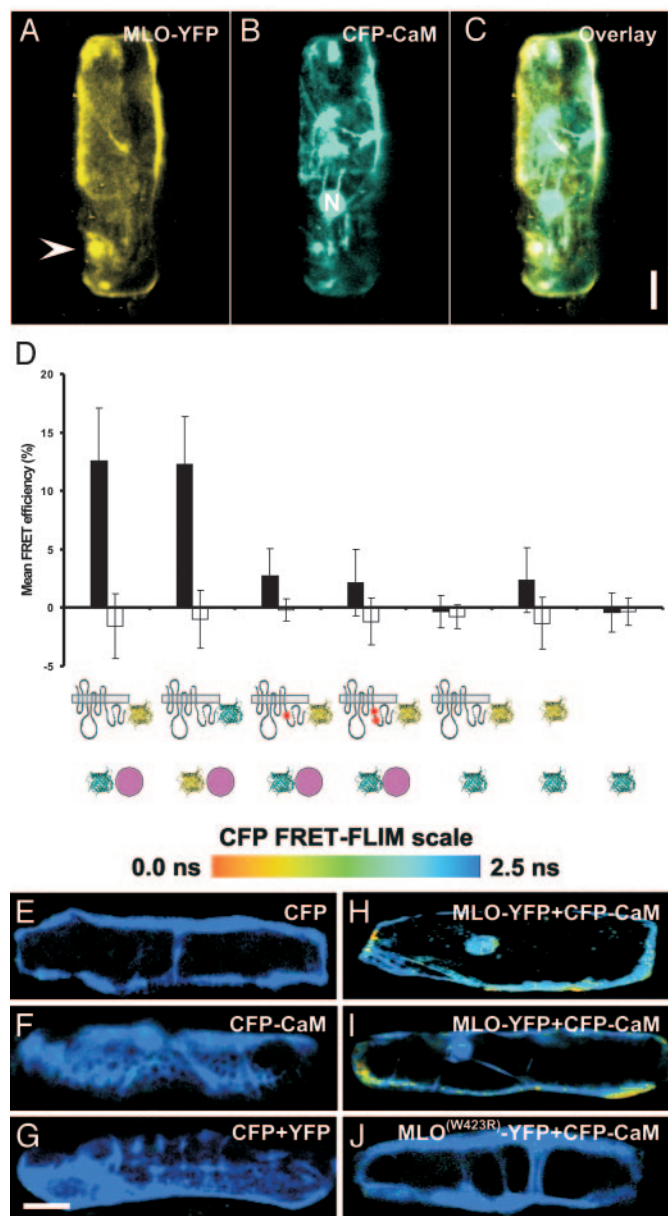 A MLO-YFP
B CFP-CaM
C Overlay
N
D
Mean FRET efficiency (%)
20
15
10
5
0
-5
CFP FRET-FLIM scale
0.0 ns 2.5 ns
E CFP
H MLO-YFP+CFP-CaM
F CFP-CaM
I MLO-YFP+CFP-CaM
G CFP+YFP
J MLO(W423R)-YFP+CFP-CaM